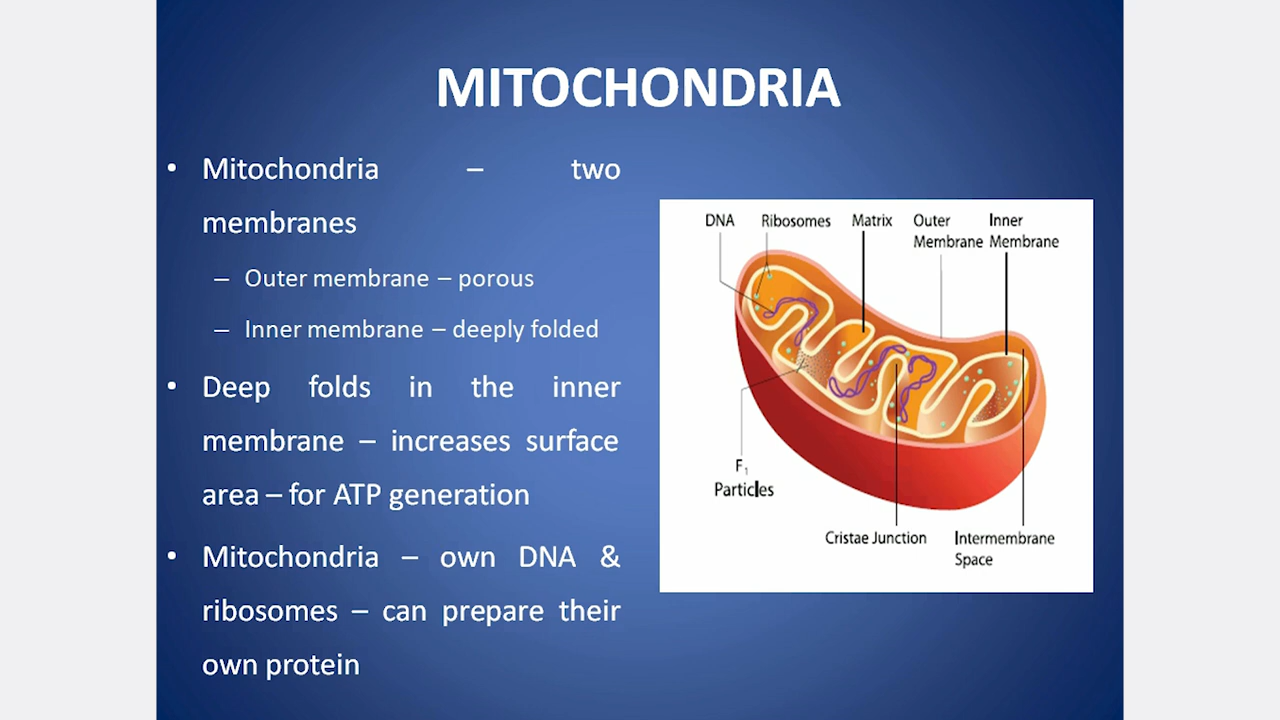 MITOCHONDRIA
• Mitochondria – two
membranes
– Outer membrane – porous
– Inner membrane – deeply folded
• Deep folds in the inner
membrane – increases surface
area – for ATP generation
• Mitochondria – own DNA &
ribosomes – can prepare their
own protein
DNA Ribosomes Matrix Outer Inner
Membrane Membrane
F₁
Particles
Cristae Junction Intermembrane
Space